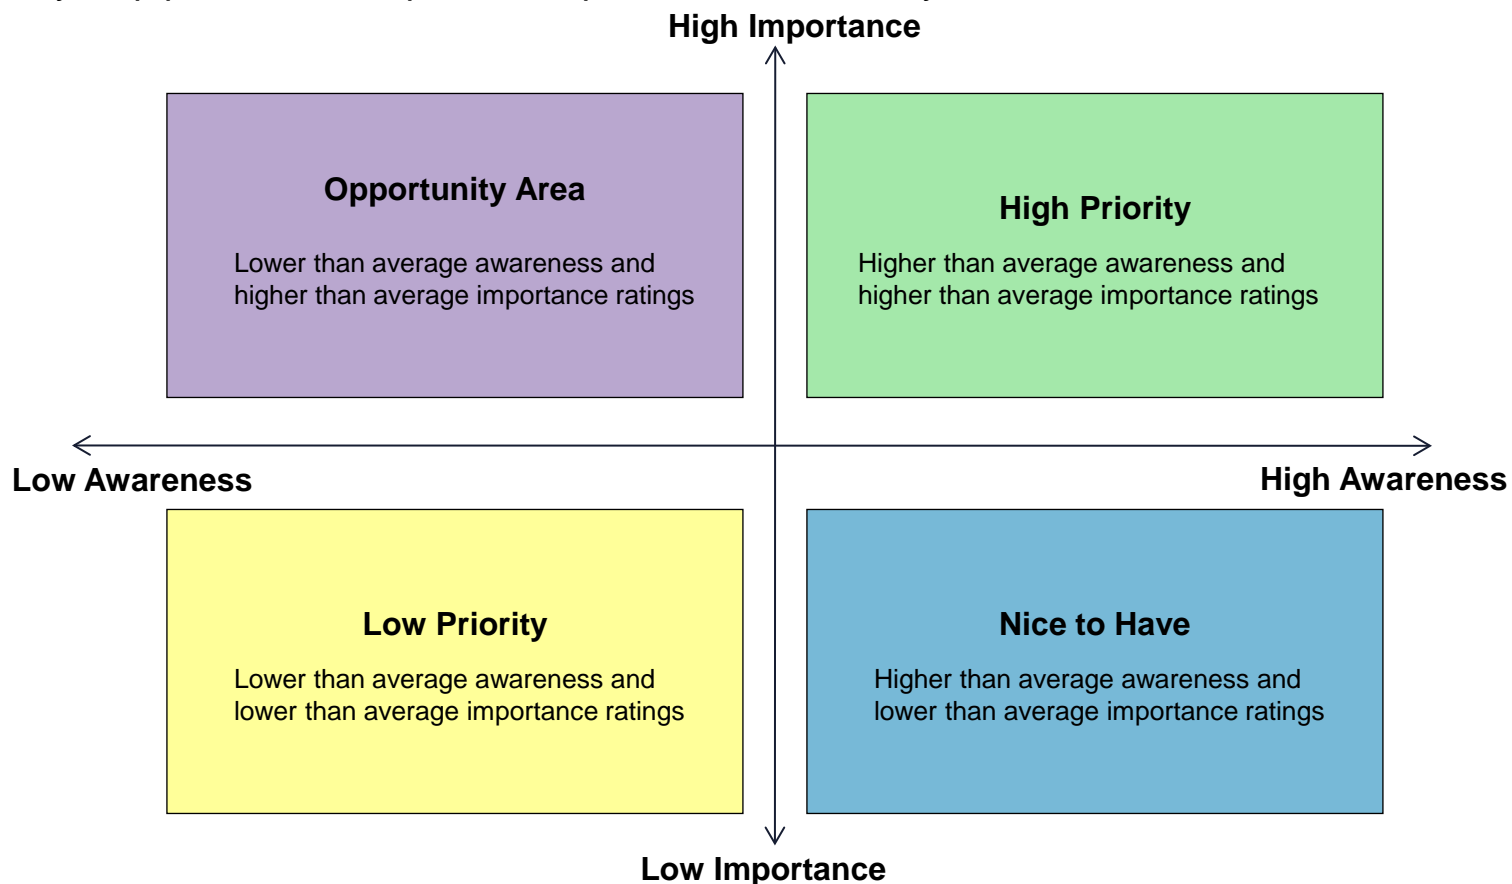 High Importance
Opportunity Area
Lower than average awareness and
higher than average importance ratings
High Priority
Higher than average awareness and
higher than average importance ratings
Low Awareness
High Awareness
Low Priority
Lower than average awareness and
lower than average importance ratings
Nice to Have
Higher than average awareness and
lower than average importance ratings
Low Importance